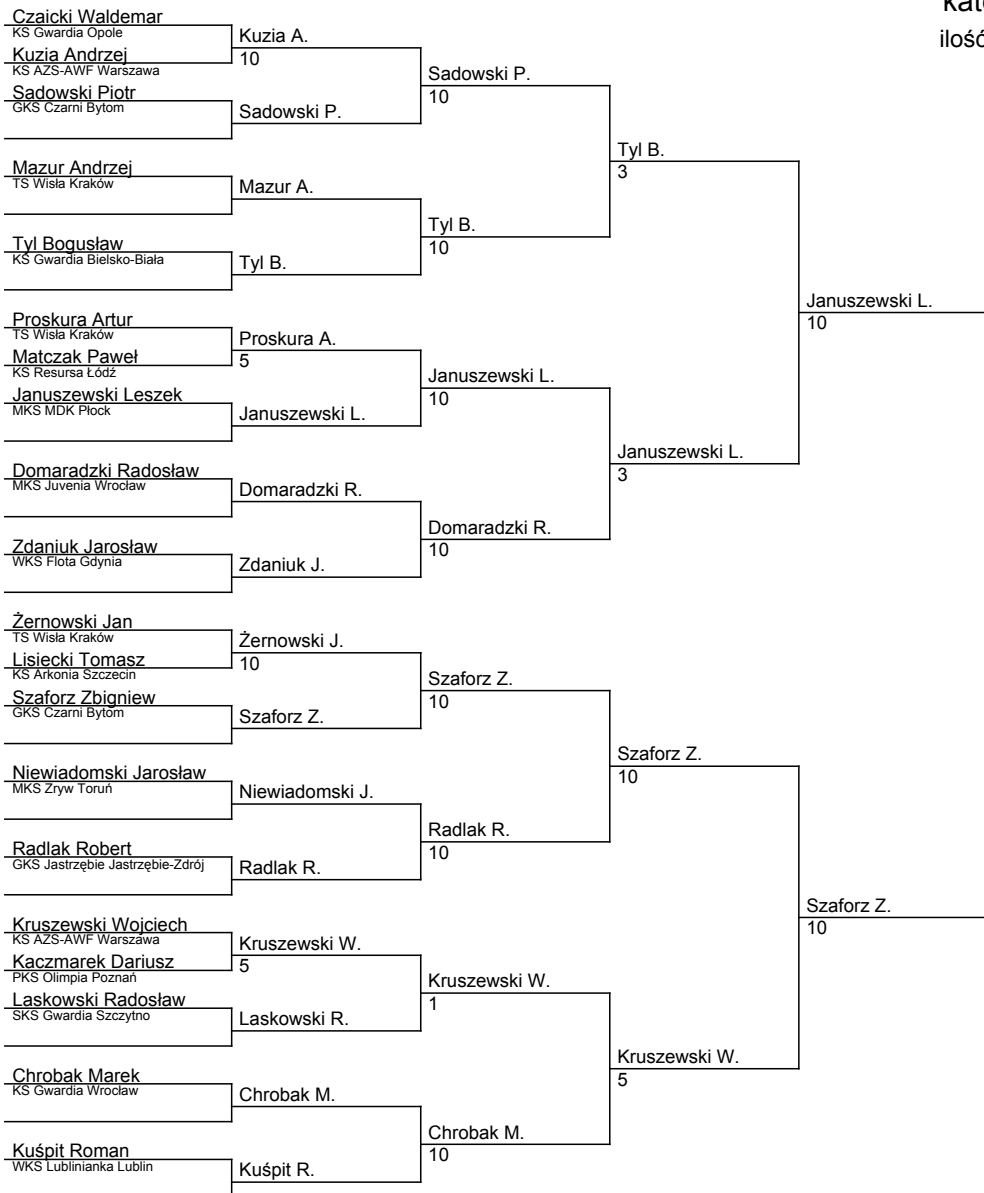 kate
ilość
Czaicki Waldemar
KS Gwardia Opole
Kuzia A.
10
Kuzia Andrzej
KS AZS-AWF Warszawa
Sadowski P.
10
Sadowski Piotr
GKS Czarni Bytom
Sadowski P.
Tyl B.
3
Mazur Andrzej
TS Wisła Kraków
Mazur A.
Tyl B.
10
Tyl Bogusław
KS Gwardia Bielsko-Biała
Tyl B.
Januszewski L.
10
Proskura Artur
TS Wisła Kraków
Proskura A.
5
Matczak Paweł
KS Resursa Łódź
Januszewski L.
10
Januszewski Leszek
MKS MDK Płock
Januszewski L.
Januszewski L.
3
Domaradzki Radosław
MKS Juvenia Wrocław
Domaradzki R.
Domaradzki R.
10
Zdaniuk Jarosław
WKS Flota Gdynia
Zdaniuk J.
Żernowski Jan
TS Wisła Kraków
Żernowski J.
10
Lisiecki Tomasz
KS Arkonia Szczecin
Szaforz Z.
10
Szaforz Zbigniew
GKS Czarni Bytom
Szaforz Z.
Szaforz Z.
10
Niewiadomski Jarosław
MKS Zryw Toruń
Niewiadomski J.
Radlak R.
10
Radlak Robert
GKS Jastrzębie Jastrzębie-Zdrój
Radlak R.
Szaforz Z.
10
Kruszewski Wojciech
KS AZS-AWF Warszawa
Kruszewski W.
5
Kaczmarek Dariusz
PKS Olimpia Poznań
Kruszewski W.
1
Laskowski Radosław
SKS Gwardia Szczytno
Laskowski R.
Kruszewski W.
5
Chrobak Marek
KS Gwardia Wrocław
Chrobak M.
Chrobak M.
10
Kuśpit Roman
WKS Lublinianka Lublin
Kuśpit R.